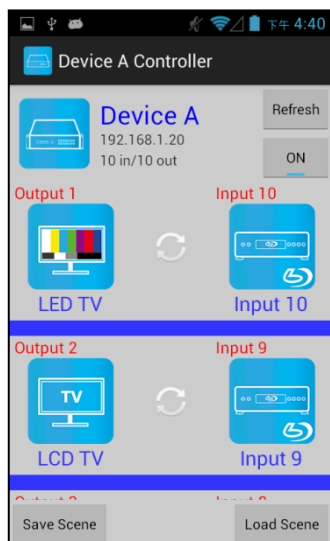 下午 4:40
Device A Controller
Device A
192.168.1.20
10 in/10 out
Refresh
ON
Output 1
Input 10
TV
LED TV
Input 10
Output 2
Input 9
LCD TV
Input 9
Save Scene
Load Scene